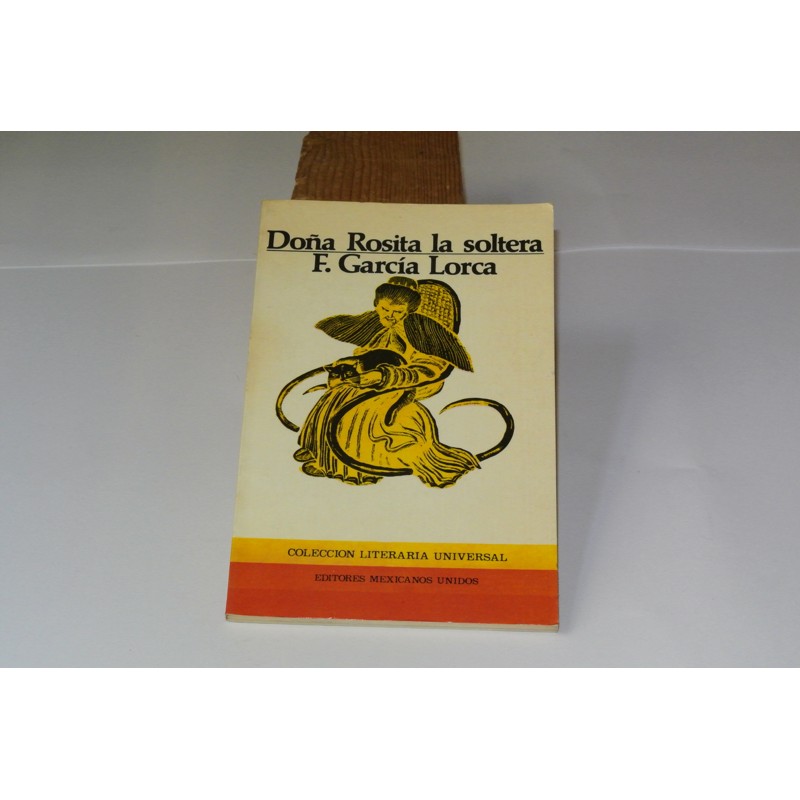 Doña Rosita la soltera
F. García Lorca
COLECCION LITERARIA UNIVERSAL
EDITORES MEXICANOS UNIDOS